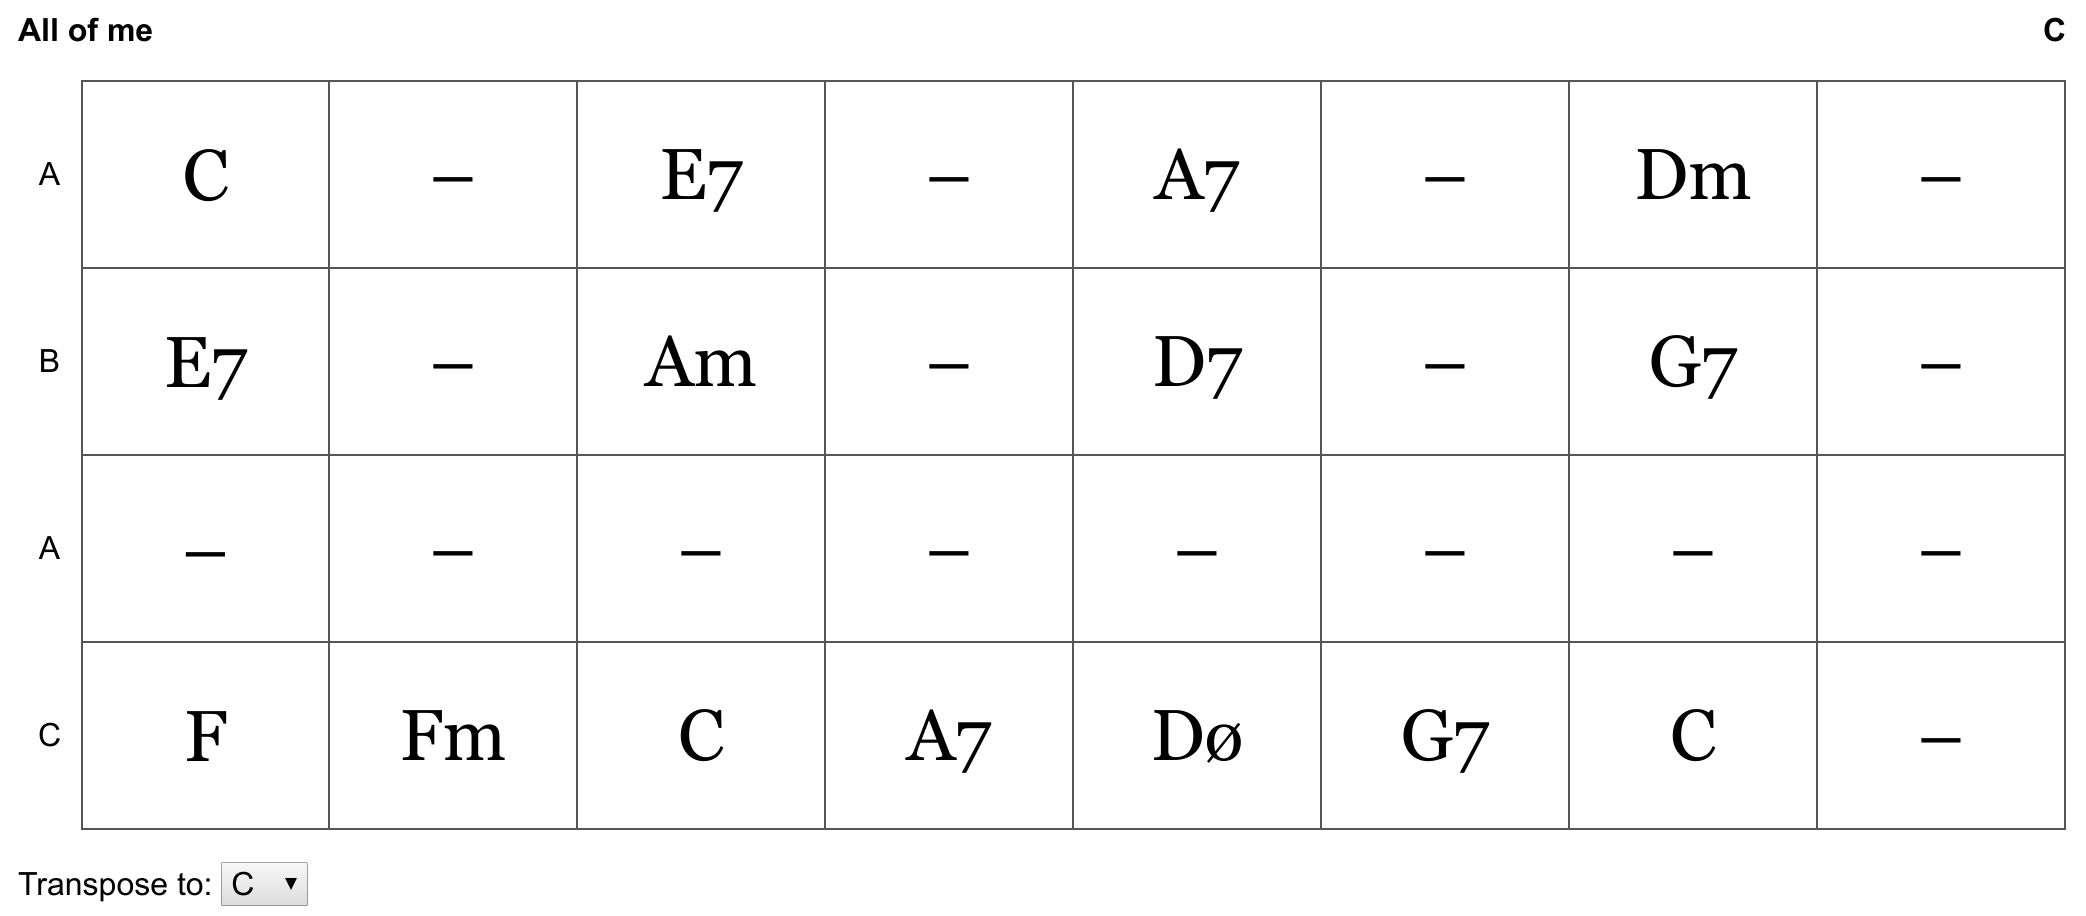 All of me C
A C – E7 – A7 – Dm –
B E7 – Am – D7 – G7 –
A – – – – – – – –
C F Fm C A7 Dø G7 C –
Transpose to: C ▼